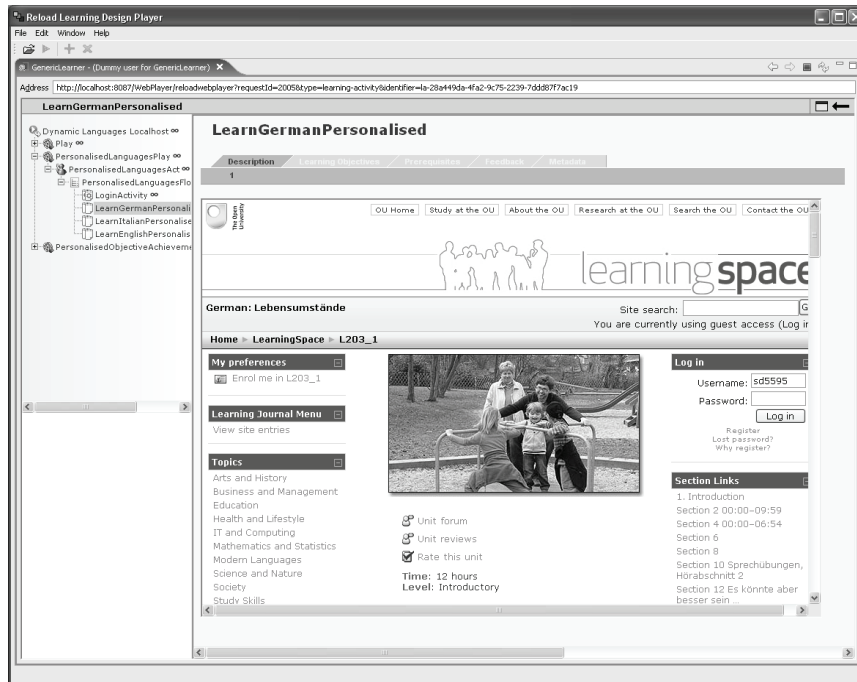 Reload Learning Design Player
File Edit Window Help
GenericLearner - (Dummy user for GenericLearner)
Address http://localhost:8087/WebPlayer/reloadwebplayer?requestId=2005&type=learning-activity&identifier=la-28a449da-4fa2-9c75-2239-7ddd87f7ac19
LearnGermanPersonalised
Dynamic Languages Localhost
Play
PersonalisedLanguagesPlay
PersonalisedLanguagesAct
PersonalisedLanguagesFlo
LoginActivity
LearnGermanPersonali
LearnItalianPersonalise
LearnEnglishPersonalis
PersonalisedObjectiveAchieveme
LearnGermanPersonalised
Description Learning Objectives Prerequisites Feedback Metadata
1
The Open University
OU Home Study at the OU About the OU Research at the OU Search the OU Contact the OU
learning space
German: Lebensumstände
Site search: G
You are currently using guest access (Log in
Home LearningSpace L203_1
My preferences
Enrol me in L203_1
Learning Journal Menu
View site entries
Topics
Arts and History
Business and Management
Education
Health and Lifestyle
IT and Computing
Mathematics and Statistics
Modern Languages
Science and Nature
Society
Study Skills
Unit forum
Unit reviews
Rate this unit
Time: 12 hours
Level: Introductory
Log in
Username: sd5595
Password:
Log in
Register
Lost password?
Why register?
Section Links
1. Introduction
Section 2 00:00-09:59
Section 4 00:00-06:54
Section 6
Section 8
Section 10 Sprechübungen,
Hörabschnitt 2
Section 12 Es könnte aber
besser sein ...